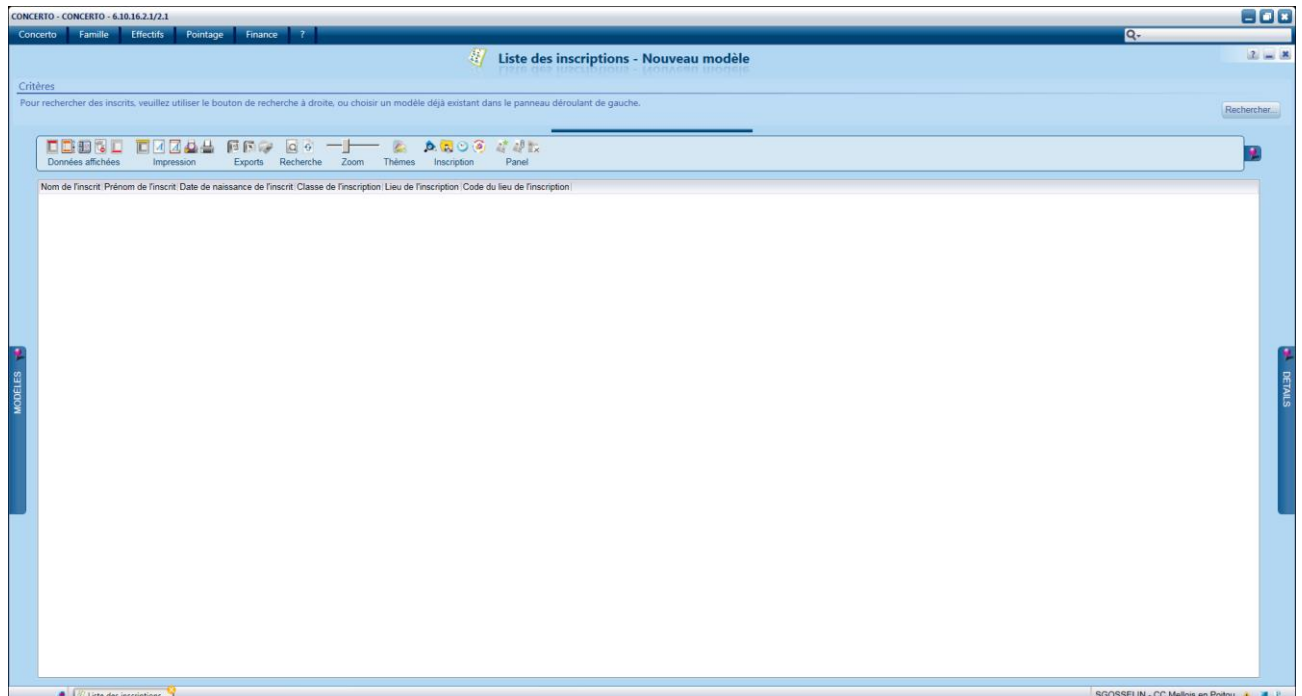 CONCERTO - CONCERTO - 6.10.16.2.1/2.1
Concerto Famille Effectifs Pointage Finance ?
Liste des inscriptions - Nouveau modèle
Critères
Pour rechercher des inscrits, veuillez utiliser le bouton de recherche à droite, ou choisir un modèle déjà existant dans le panneau déroulant de gauche.
Rechercher...
Données affichées Impression Exports Recherche Zoom Thèmes Inscription Panel
Nom de l'inscrit Prénom de l'inscrit Date de naissance de l'inscrit Classe de l'inscription Lieu de l'inscription Code du lieu de l'inscription
MODÈLES
DÉTAILS
Liste des inscriptions
SGOSSELIN - CC Mellois en Poitou